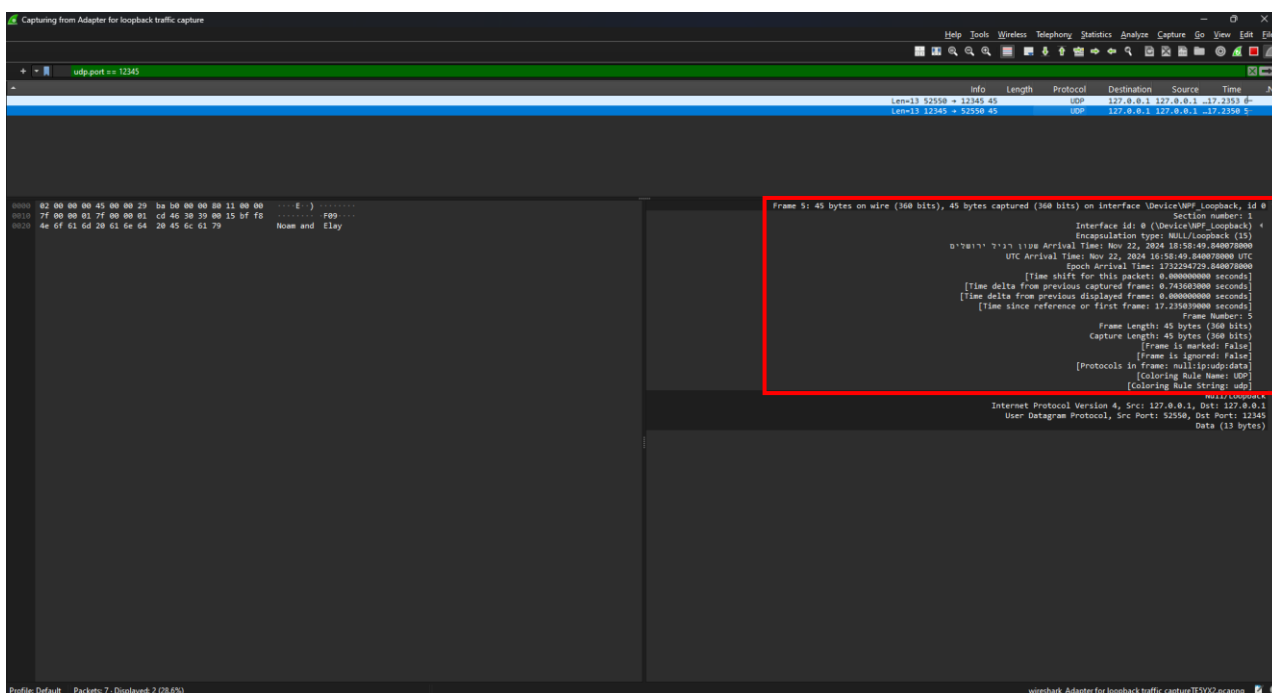 Capturing from Adapter for loopback traffic capture
Help Tools Wireless Telephony Statistics Analyze Capture Go View Edit File
udp.port == 12345
Info Length Protocol Destination Source Time
Len=13 52550 → 12345 45 UDP 127.0.0.1 127.0.0.1 …17.2353 6
Len=13 12345 → 52550 45 UDP 127.0.0.1 127.0.0.1 …17.2350 5
0000 02 00 00 00 45 00 00 29 ba b0 00 00 80 11 00 00 ····E··) ········
0010 7f 00 00 01 7f 00 00 01 cd 46 30 39 00 15 bf f8 ········ ·F09····
0020 4e 6f 61 6d 20 61 6e 64 20 45 6c 61 79 Noam and Elay
Frame 5: 45 bytes on wire (360 bits), 45 bytes captured (360 bits) on interface \Device\NPF_Loopback, id 0
Section number: 1
Interface id: 0 (\Device\NPF_Loopback)
Encapsulation type: NULL/Loopback (15)
שעון רגיל ירושלים Arrival Time: Nov 22, 2024 18:58:49.840078000
UTC Arrival Time: Nov 22, 2024 16:58:49.840078000 UTC
Epoch Arrival Time: 1732294729.840078000
[Time shift for this packet: 0.000000000 seconds]
[Time delta from previous captured frame: 0.743603000 seconds]
[Time delta from previous displayed frame: 0.000000000 seconds]
[Time since reference or first frame: 17.235039000 seconds]
Frame Number: 5
Frame Length: 45 bytes (360 bits)
Capture Length: 45 bytes (360 bits)
[Frame is marked: False]
[Frame is ignored: False]
[Protocols in frame: null:ip:udp:data]
[Coloring Rule Name: UDP]
[Coloring Rule String: udp]
Null/Loopback
Internet Protocol Version 4, Src: 127.0.0.1, Dst: 127.0.0.1
User Datagram Protocol, Src Port: 52550, Dst Port: 12345
Data (13 bytes)
Profile: Default Packets: 7 · Displayed: 2 (28.6%) wireshark_Adapter for loopback traffic captureTE5YX2.pcapng